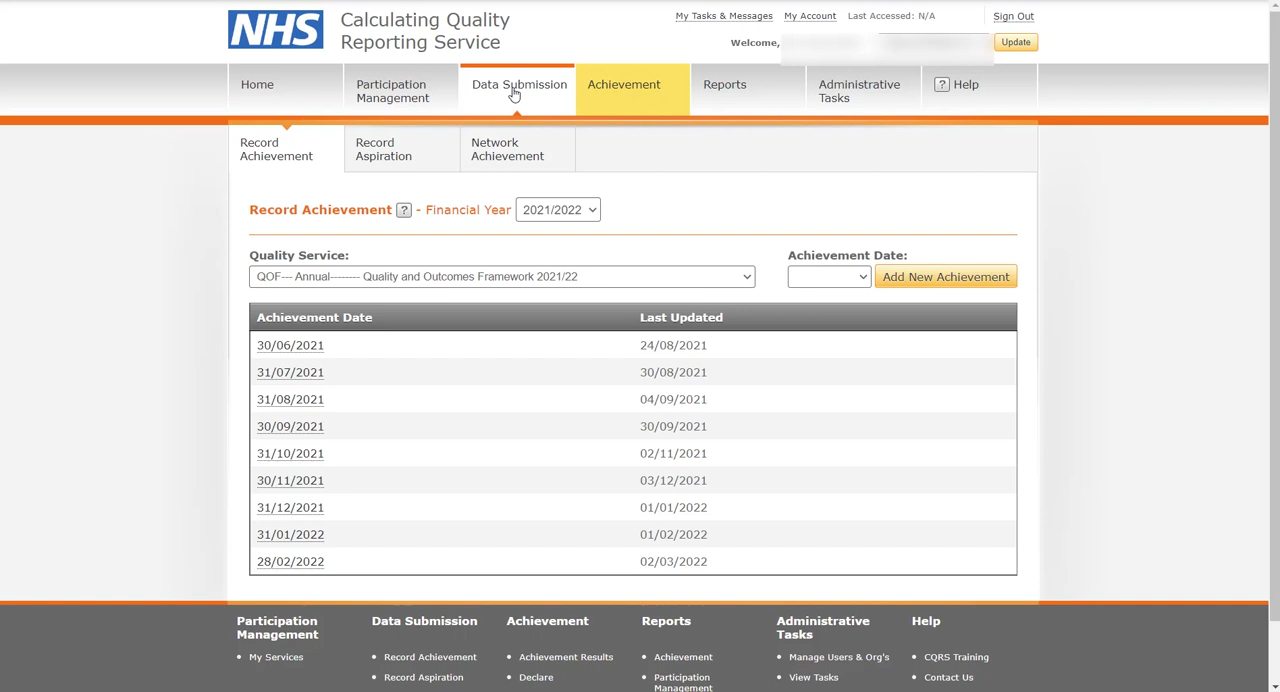 NHS
Calculating Quality
Reporting Service
My Tasks & Messages My Account Last Accessed: N/A Sign Out
Welcome, Update
Home
Participation
Management
Data Submission
Achievement
Reports
Administrative
Tasks
? Help
Record
Achievement
Record
Aspiration
Network
Achievement
Record Achievement ? - Financial Year 2021/2022
Quality Service: Achievement Date:
QOF--- Annual-------- Quality and Outcomes Framework 2021/22 Add New Achievement
Achievement Date Last Updated
30/06/2021 24/08/2021
31/07/2021 30/08/2021
31/08/2021 04/09/2021
30/09/2021 30/09/2021
31/10/2021 02/11/2021
30/11/2021 03/12/2021
31/12/2021 01/01/2022
31/01/2022 01/02/2022
28/02/2022 02/03/2022
Participation
Management
• My Services
Data Submission
• Record Achievement
• Record Aspiration
Achievement
• Achievement Results
• Declare
Reports
• Achievement
• Participation
Management
Administrative
Tasks
• Manage Users & Org's
• View Tasks
Help
• CQRS Training
• Contact Us